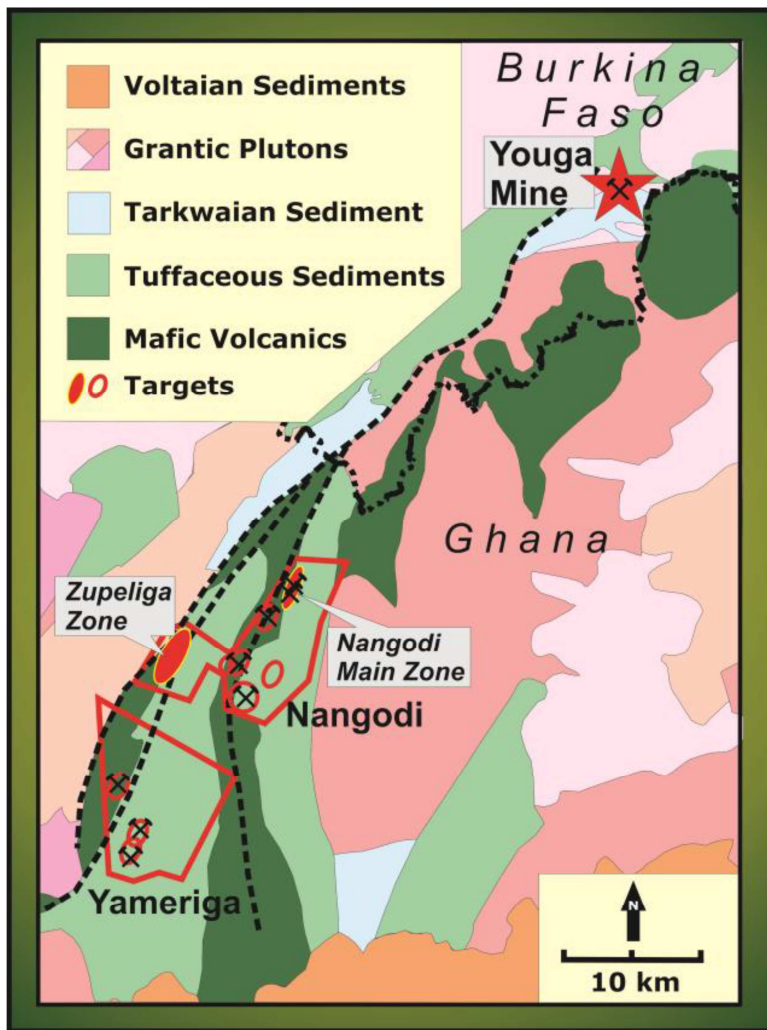 Voltaian Sediments
Grantic Plutons
Tarkwaian Sediment
Tuffaceous Sediments
Mafic Volcanics
Targets
Burkina
Faso
Youga
Mine
Ghana
Zupeliga
Zone
Nangodi
Main Zone
Nangodi
Yameriga
N
10 km